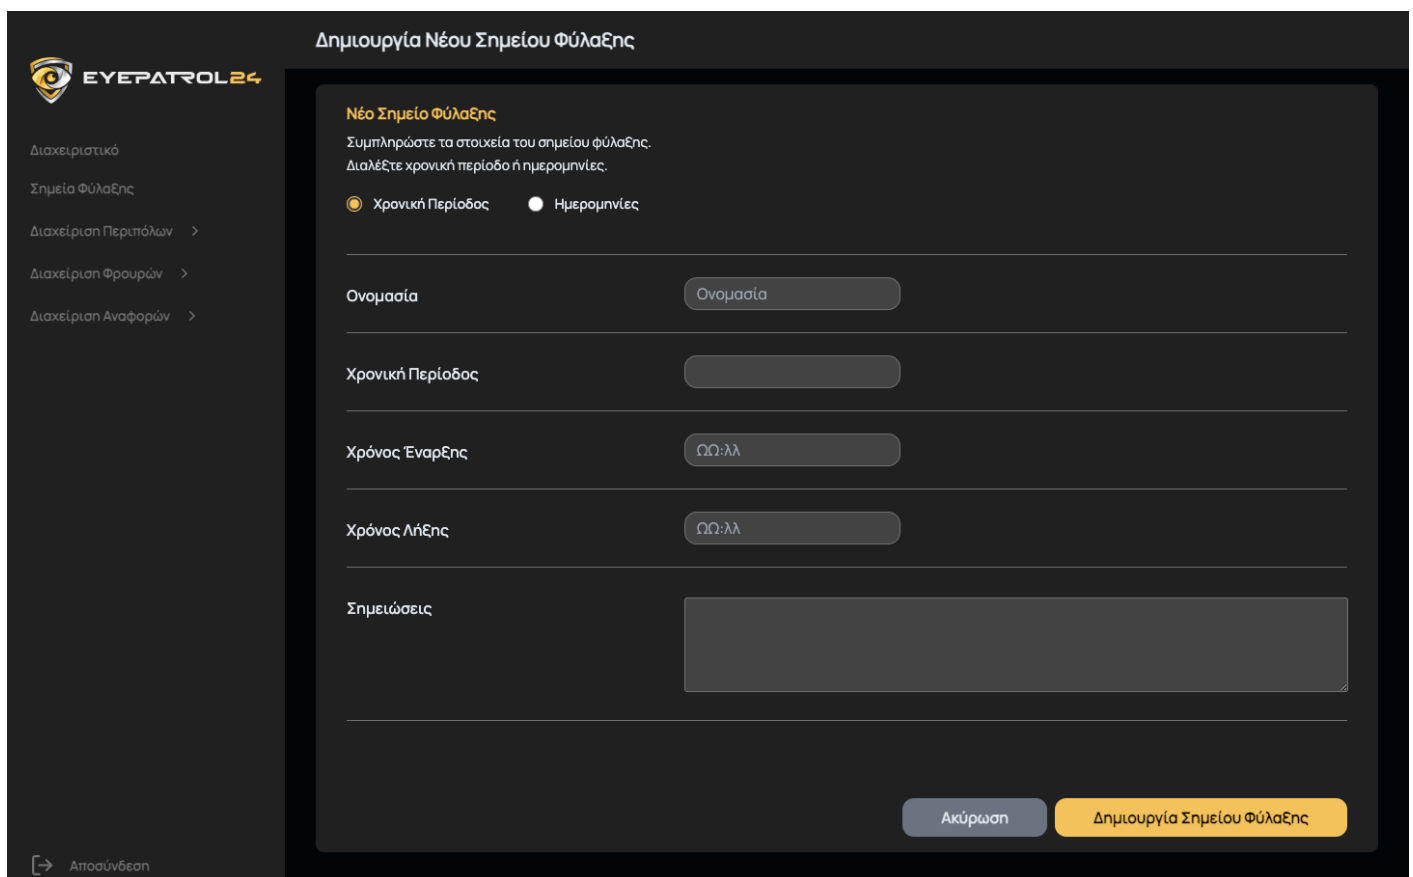 Δημιουργία Νέου Σημείου Φύλαξης
EYEPATROL24
Διαχειριστικό
Σημεία Φύλαξης
Διαχείριση Περιπόλων
Διαχείριση Φρουρών
Διαχείριση Αναφορών
Αποσύνδεση
Νέο Σημείο Φύλαξης
Συμπληρώστε τα στοιχεία του σημείου φύλαξης.
Διαλέξτε χρονική περίοδο ή ημερομηνίες.
Χρονική Περίοδος Ημερομηνίες
Ονομασία Ονομασία
Χρονική Περίοδος
Χρόνος Έναρξης ΩΩ:λλ
Χρόνος Λήξης ΩΩ:λλ
Σημειώσεις
Ακύρωση Δημιουργία Σημείου Φύλαξης